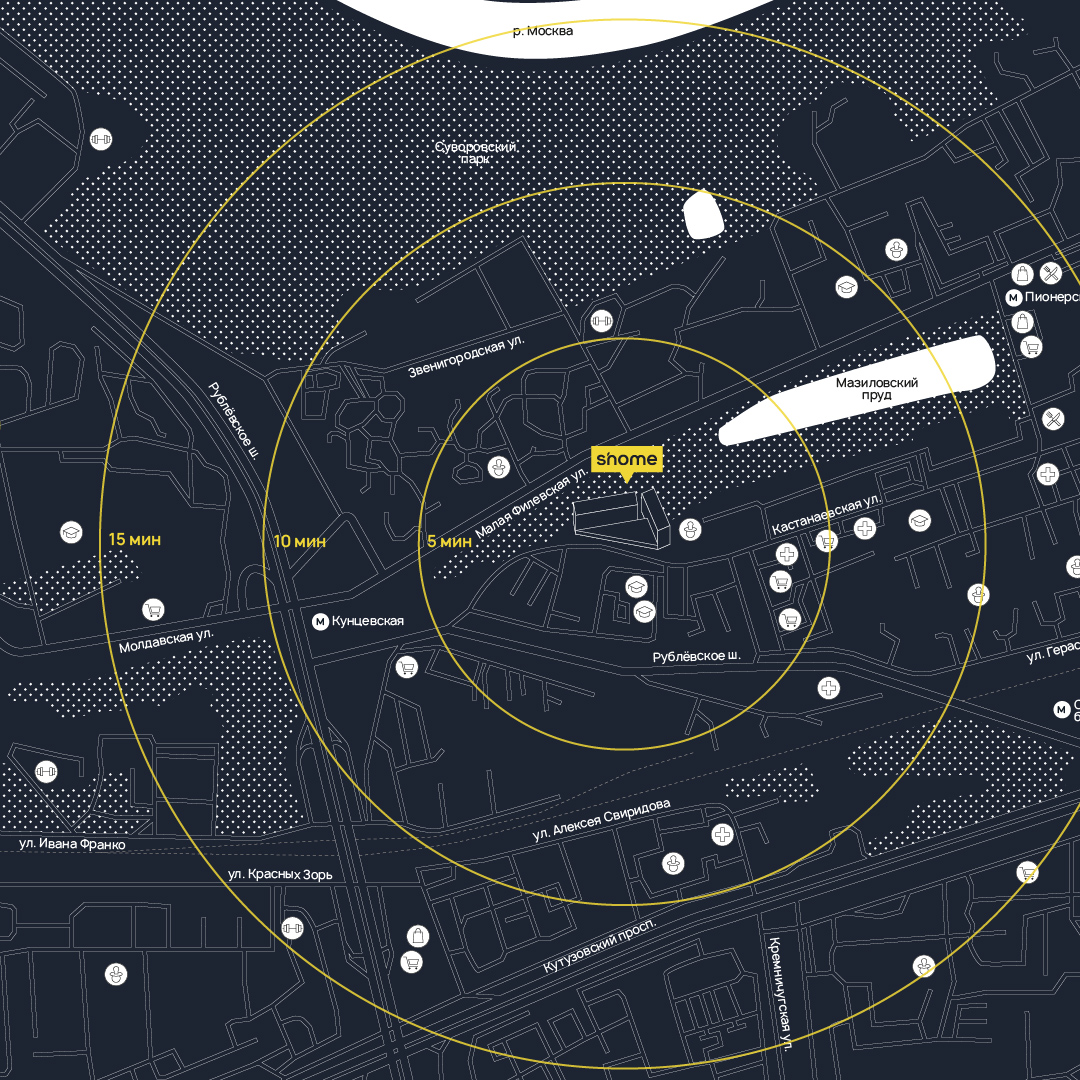 р. Москва
Суворовский
парк
М Пионерс
Звенигородская ул.
Мазиловский
пруд
Рублёвское ш.
shome
Малая Филевская ул.
Кастанаевская ул.
15 мин
10 мин
5 мин
М Кунцевская
Молдавская ул.
Рублёвское ш.
ул. Герас
М
ул. Алексея Свиридова
ул. Ивана Франко
ул. Красных Зорь
Кутузовский просп.
Кремничугская ул.